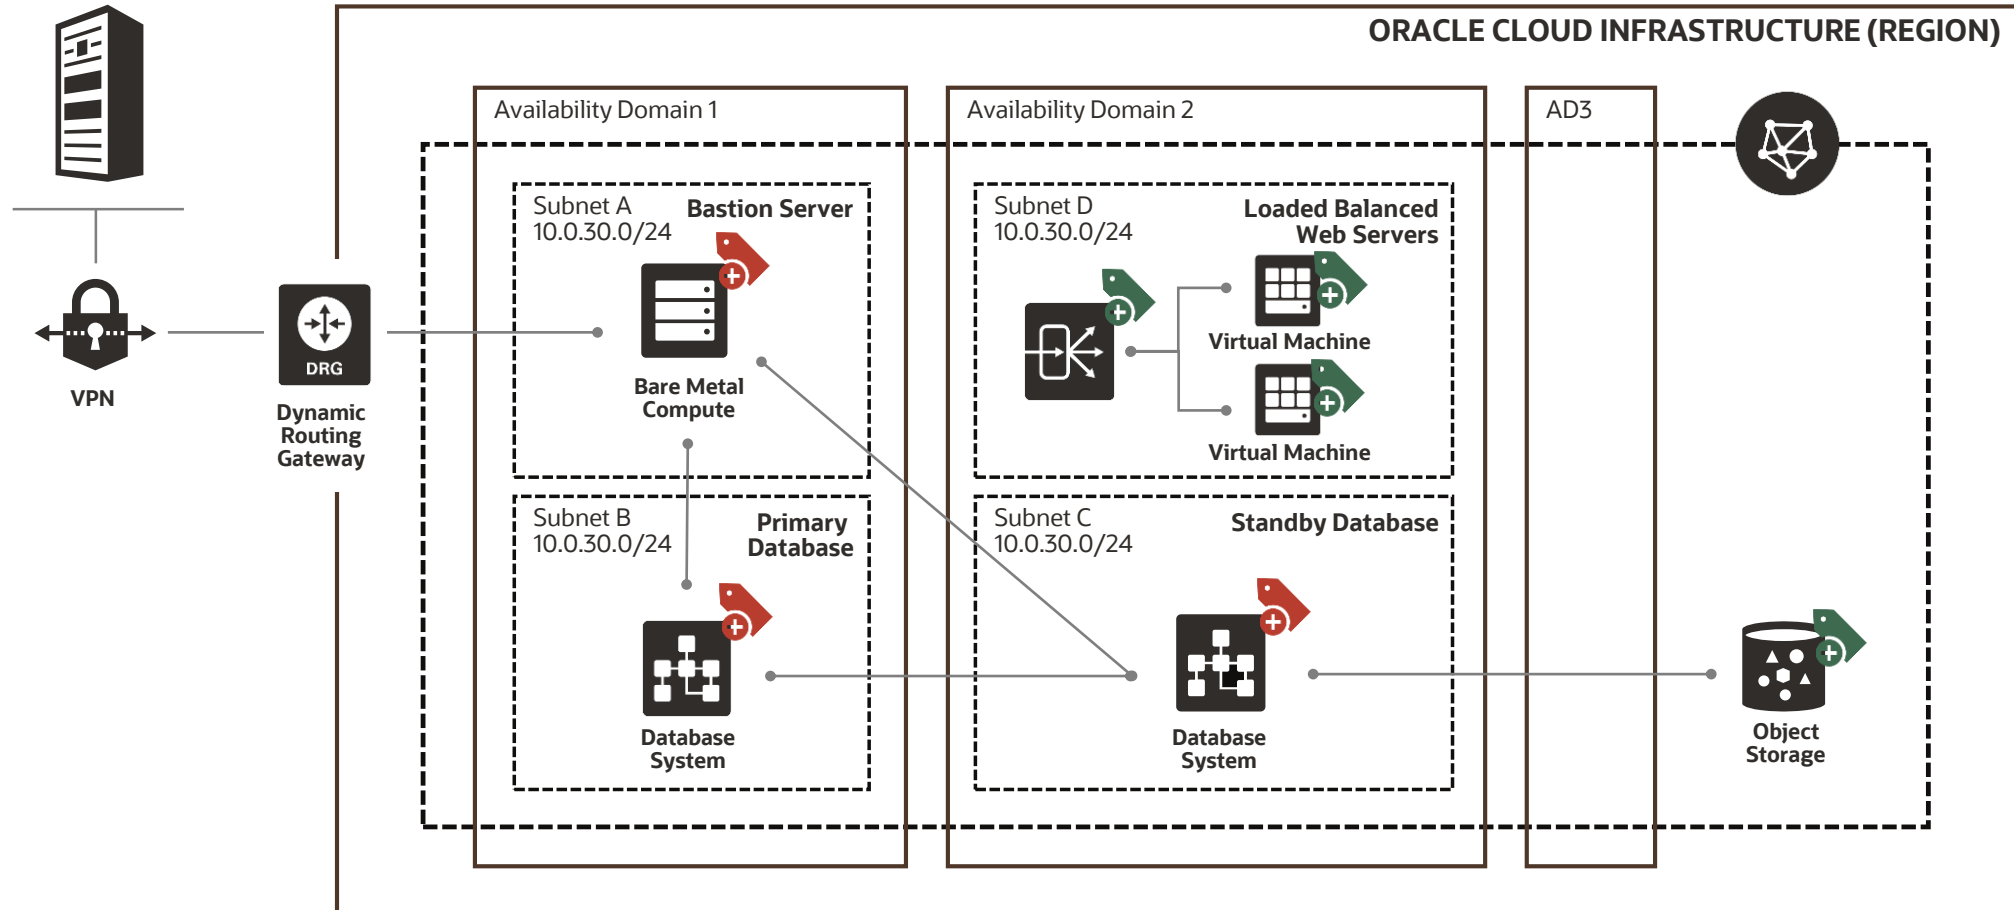 ORACLE CLOUD INFRASTRUCTURE (REGION)
Availability Domain 1
Availability Domain 2
AD3
Subnet A
10.0.30.0/24
Bastion Server
Bare Metal
Compute
Subnet D
10.0.30.0/24
Loaded Balanced
Web Servers
Virtual Machine
Virtual Machine
VPN
DRG
Dynamic
Routing
Gateway
Subnet B
10.0.30.0/24
Primary
Database
Database
System
Subnet C
10.0.30.0/24
Standby Database
Database
System
Object
Storage